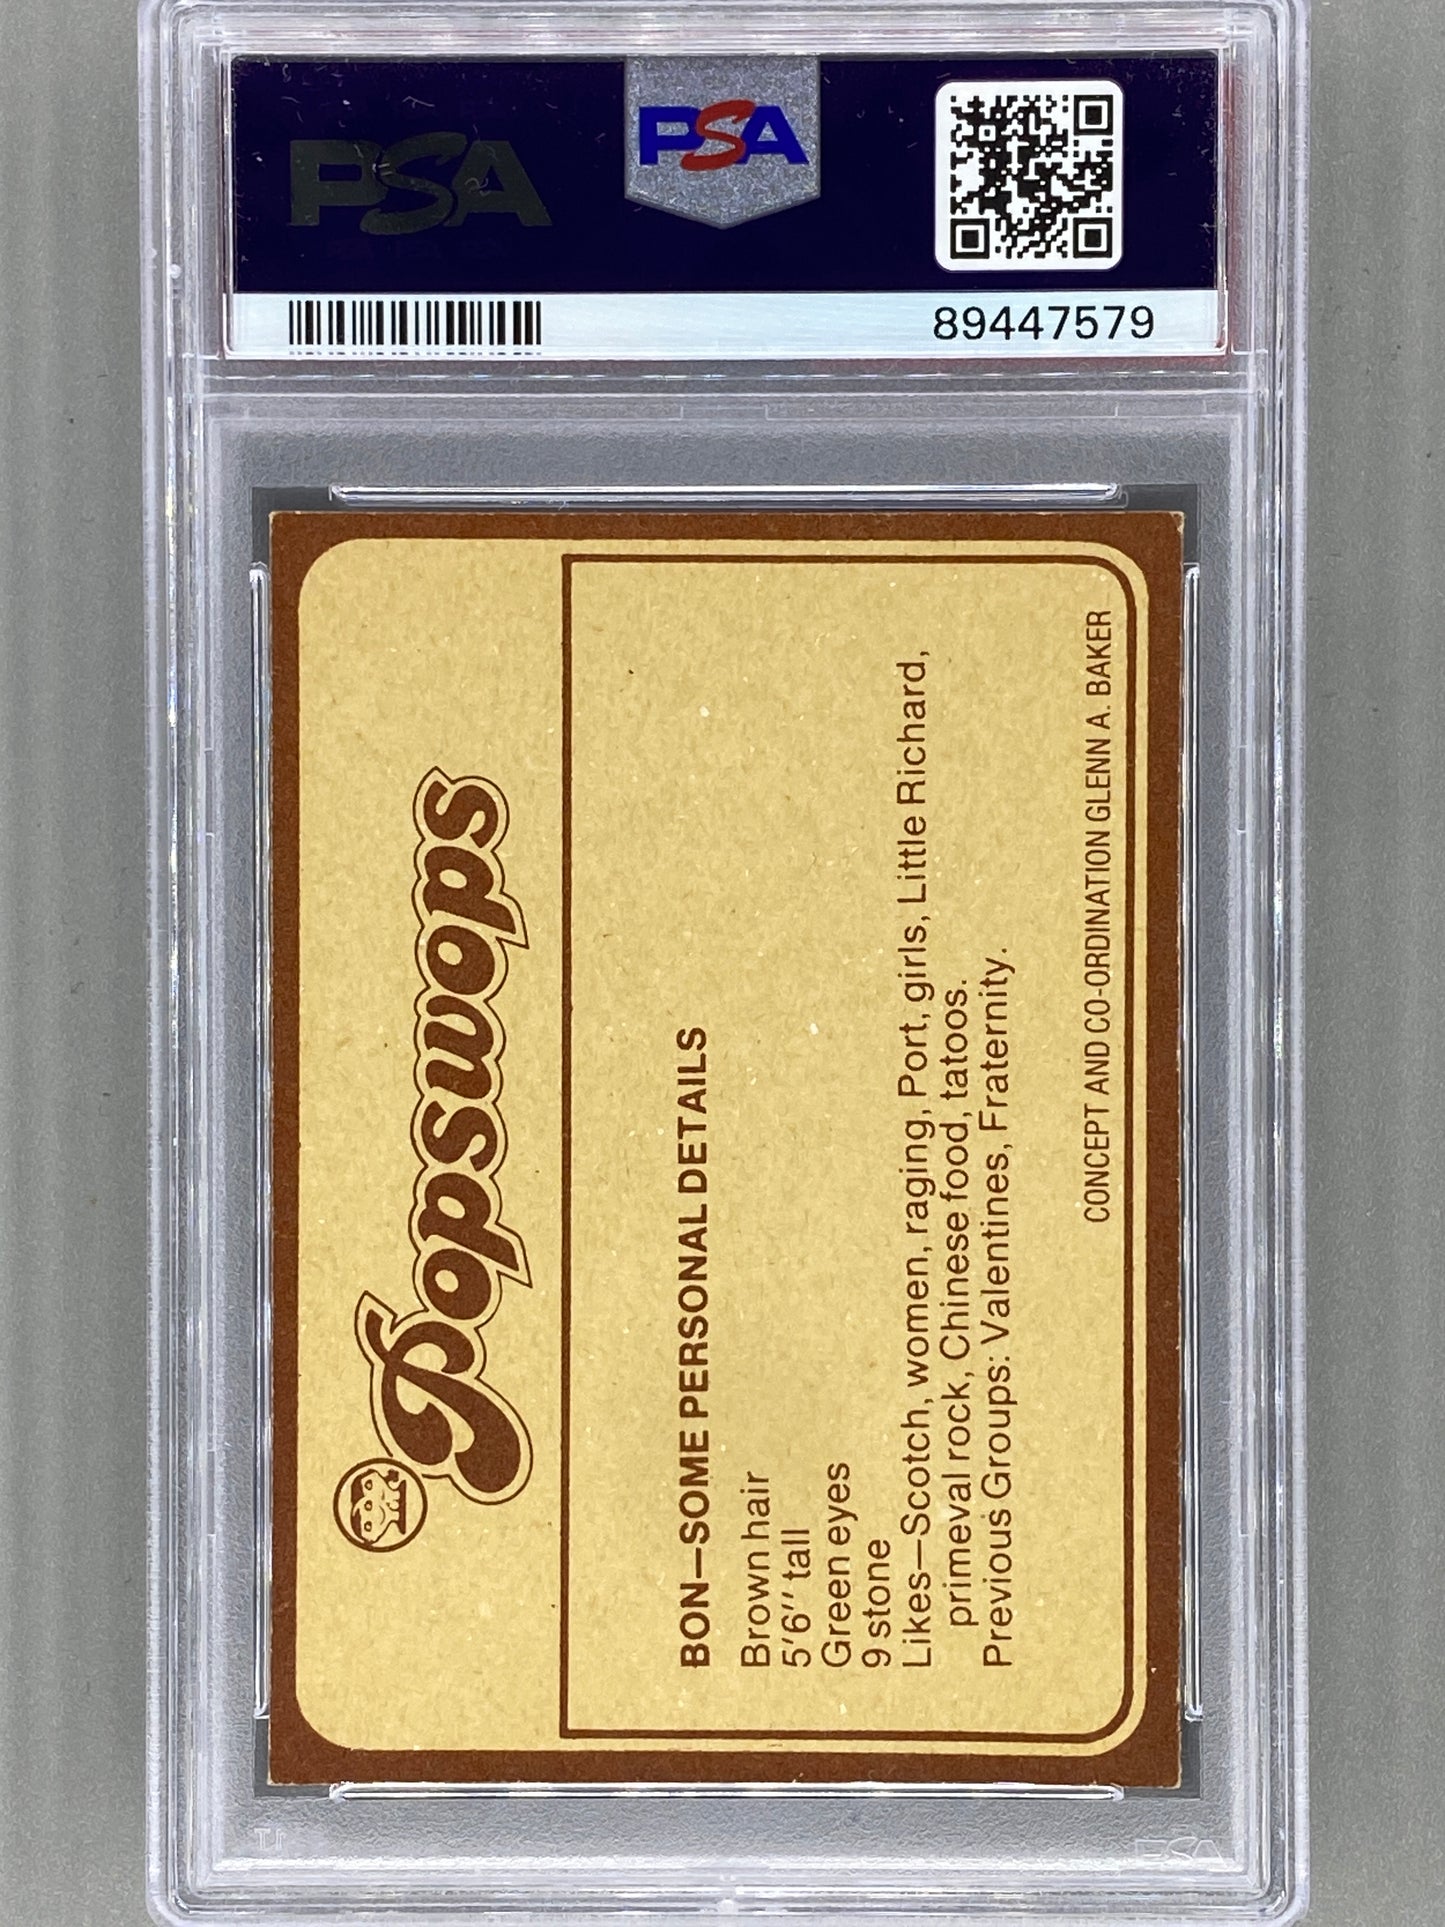 PSA
PSA
89447579
Popsomops
BON—SOME PERSONAL DETAILS
Brown hair
5'6'' tall
Green eyes
9 stone
Likes—Scotch, women, raging, Port, girls, Little Richard,
primeval rock, Chinese food, tatoos.
Previous Groups: Valentines, Fraternity.
CONCEPT AND CO-ORDINATION GLENN A. BAKER
PSA